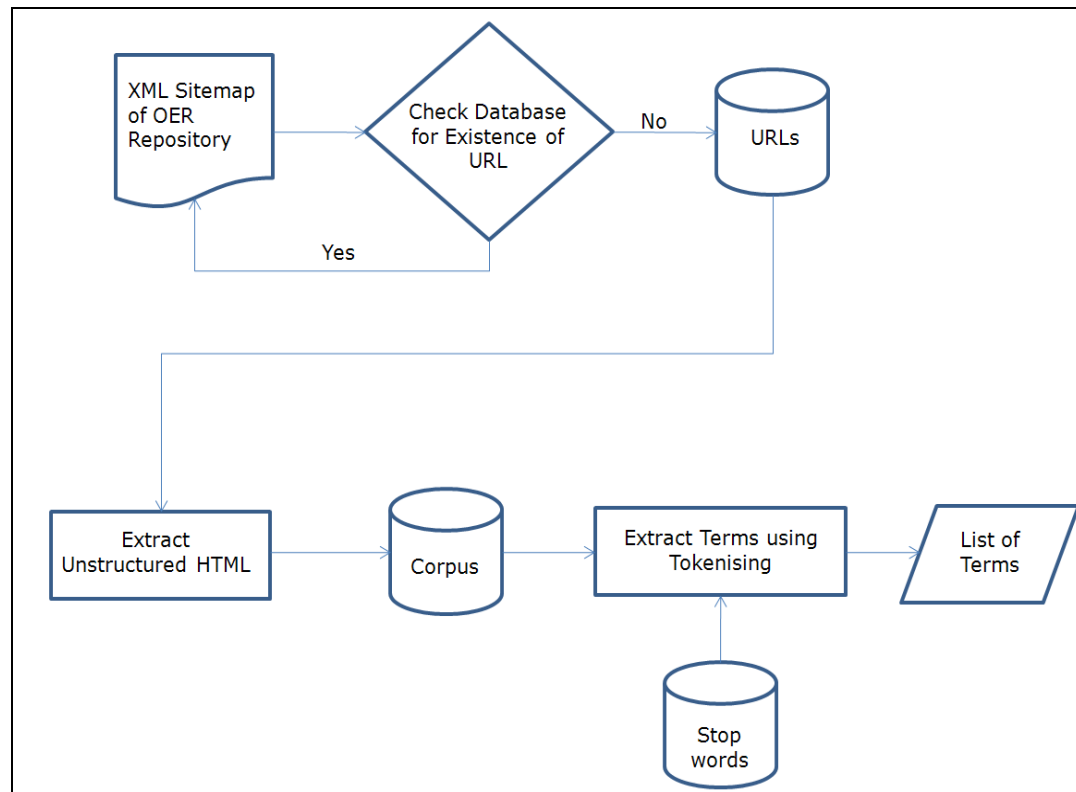 XML Sitemap
of OER
Repository
Check Database
for Existence of
URL
No
URLs
Yes
Extract
Unstructured HTML
Corpus
Extract Terms using
Tokenising
List of
Terms
Stop
words